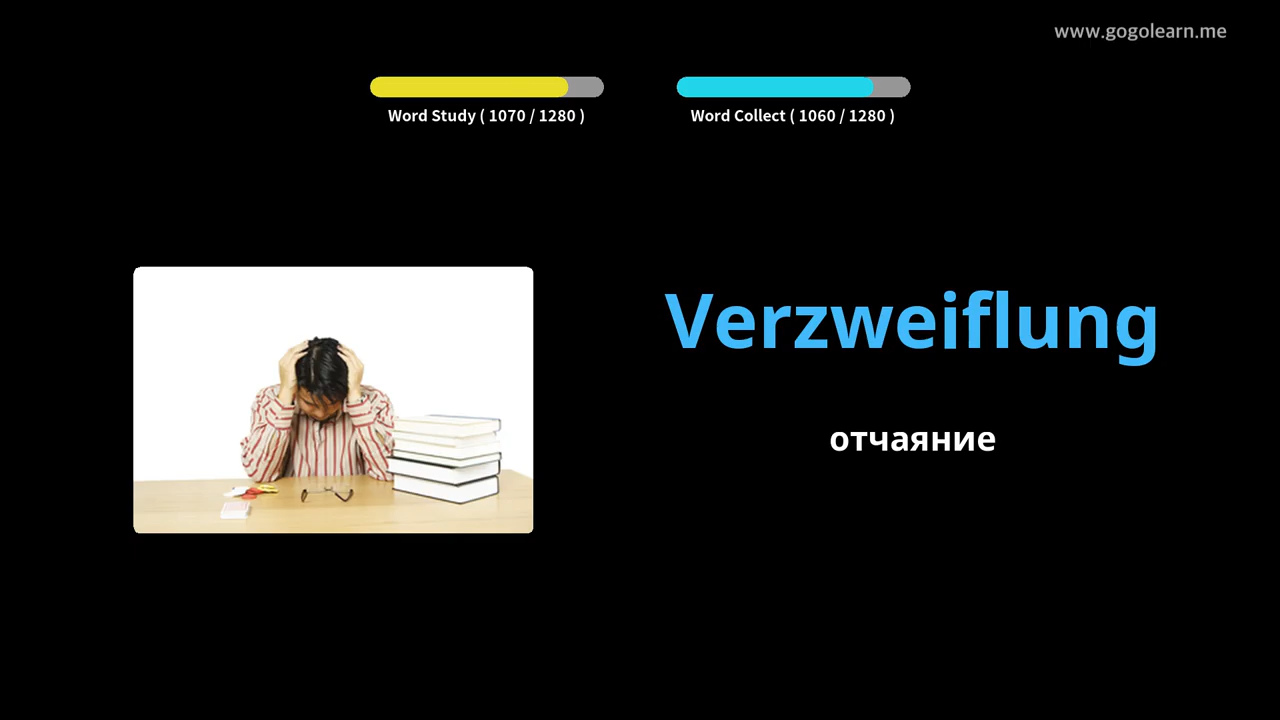 www.gogolearn.me
Word Study ( 1070 / 1280 )
Word Collect ( 1060 / 1280 )
Verzweiflung
отчаяние